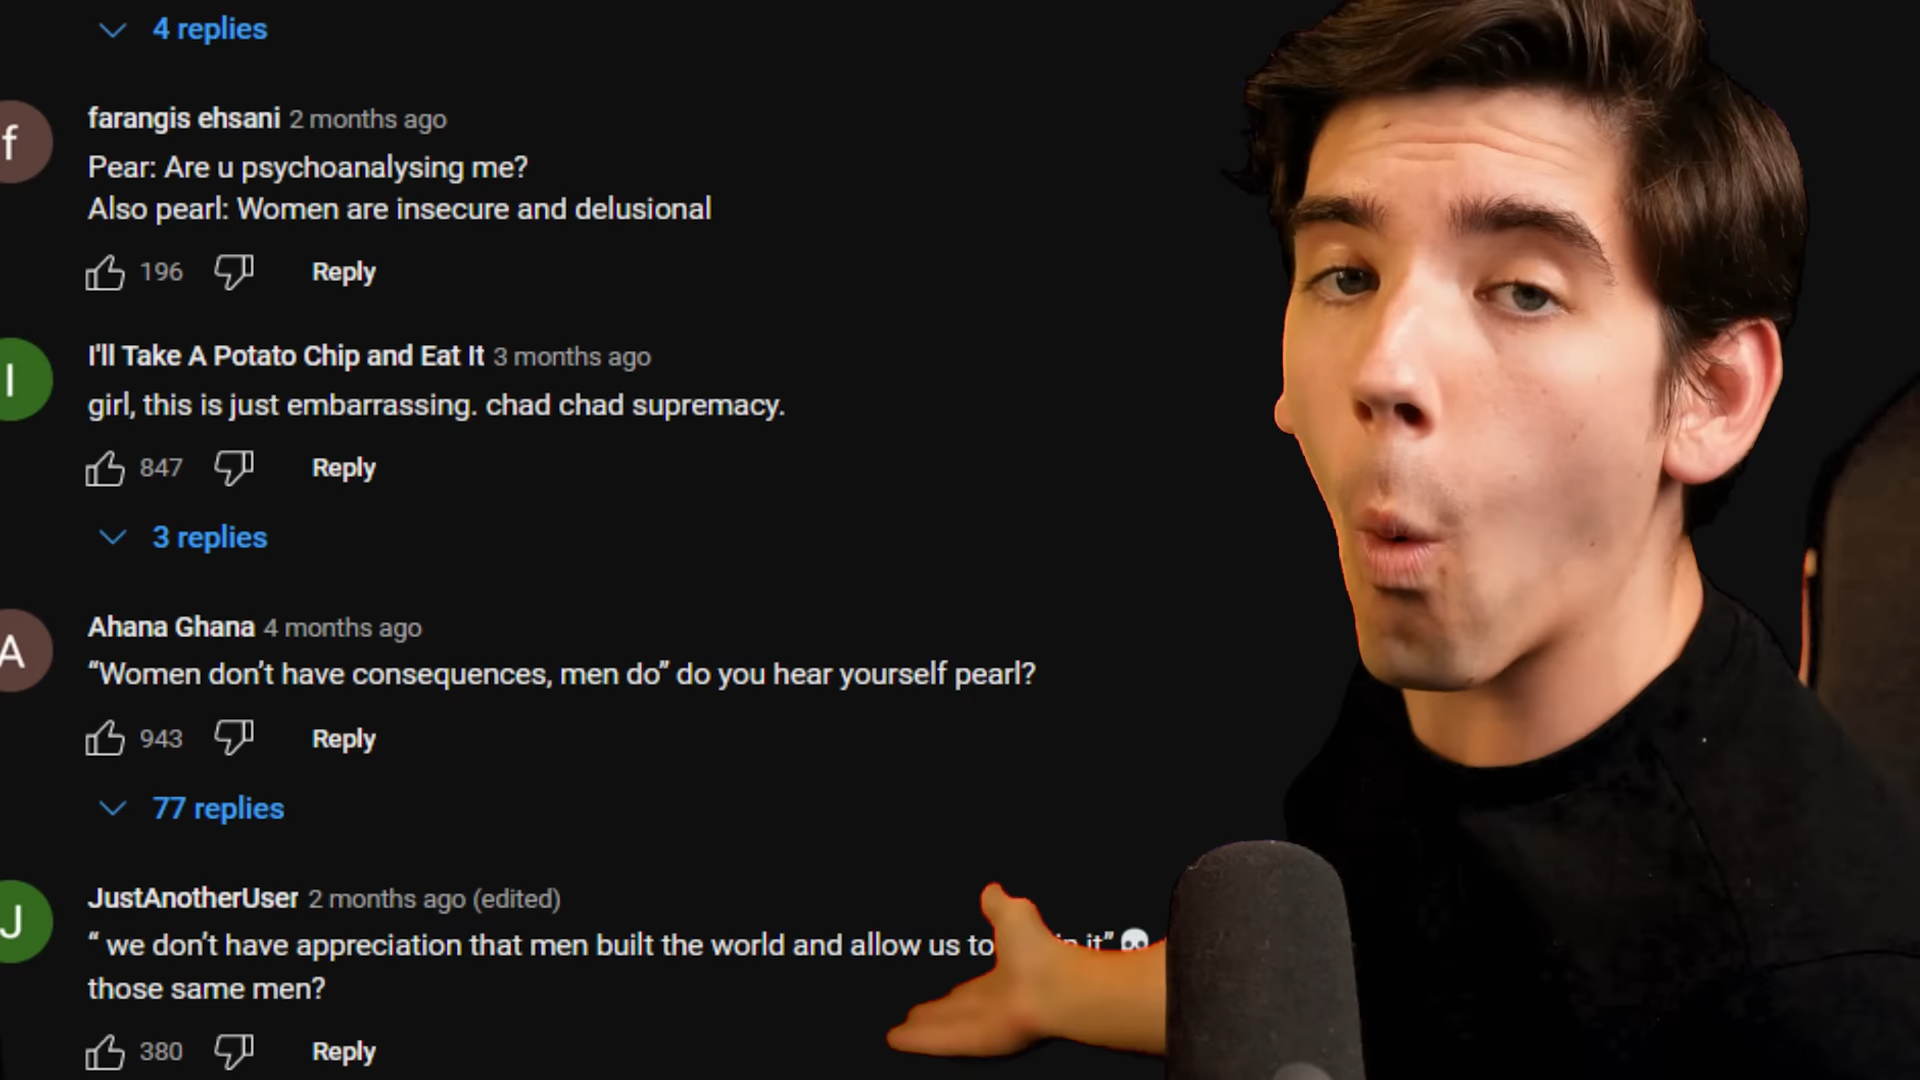 4 replies
f
farangis ehsani 2 months ago
Pear: Are u psychoanalysing me?
Also pearl: Women are insecure and delusional
196 Reply
I
I'll Take A Potato Chip and Eat It 3 months ago
girl, this is just embarrassing. chad chad supremacy.
847 Reply
3 replies
A
Ahana Ghana 4 months ago
“Women don’t have consequences, men do” do you hear yourself pearl?
943 Reply
77 replies
J
JustAnotherUser 2 months ago (edited)
“ we don’t have appreciation that men built the world and allow us to it” 💀
those same men?
380 Reply